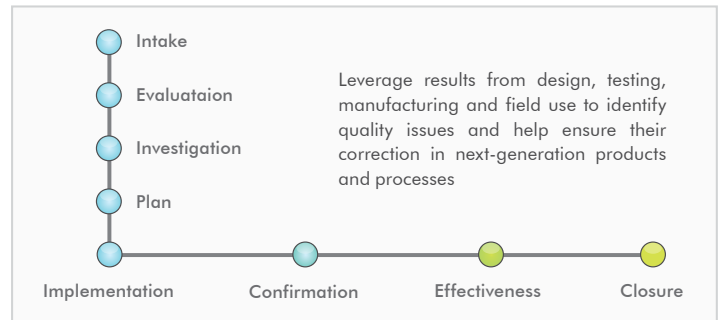 Intake
Evaluataion
Investigation
Plan
Leverage results from design, testing,
manufacturing and field use to identify
quality issues and help ensure their
correction in next-generation products
and processes
Implementation
Confirmation
Effectiveness
Closure